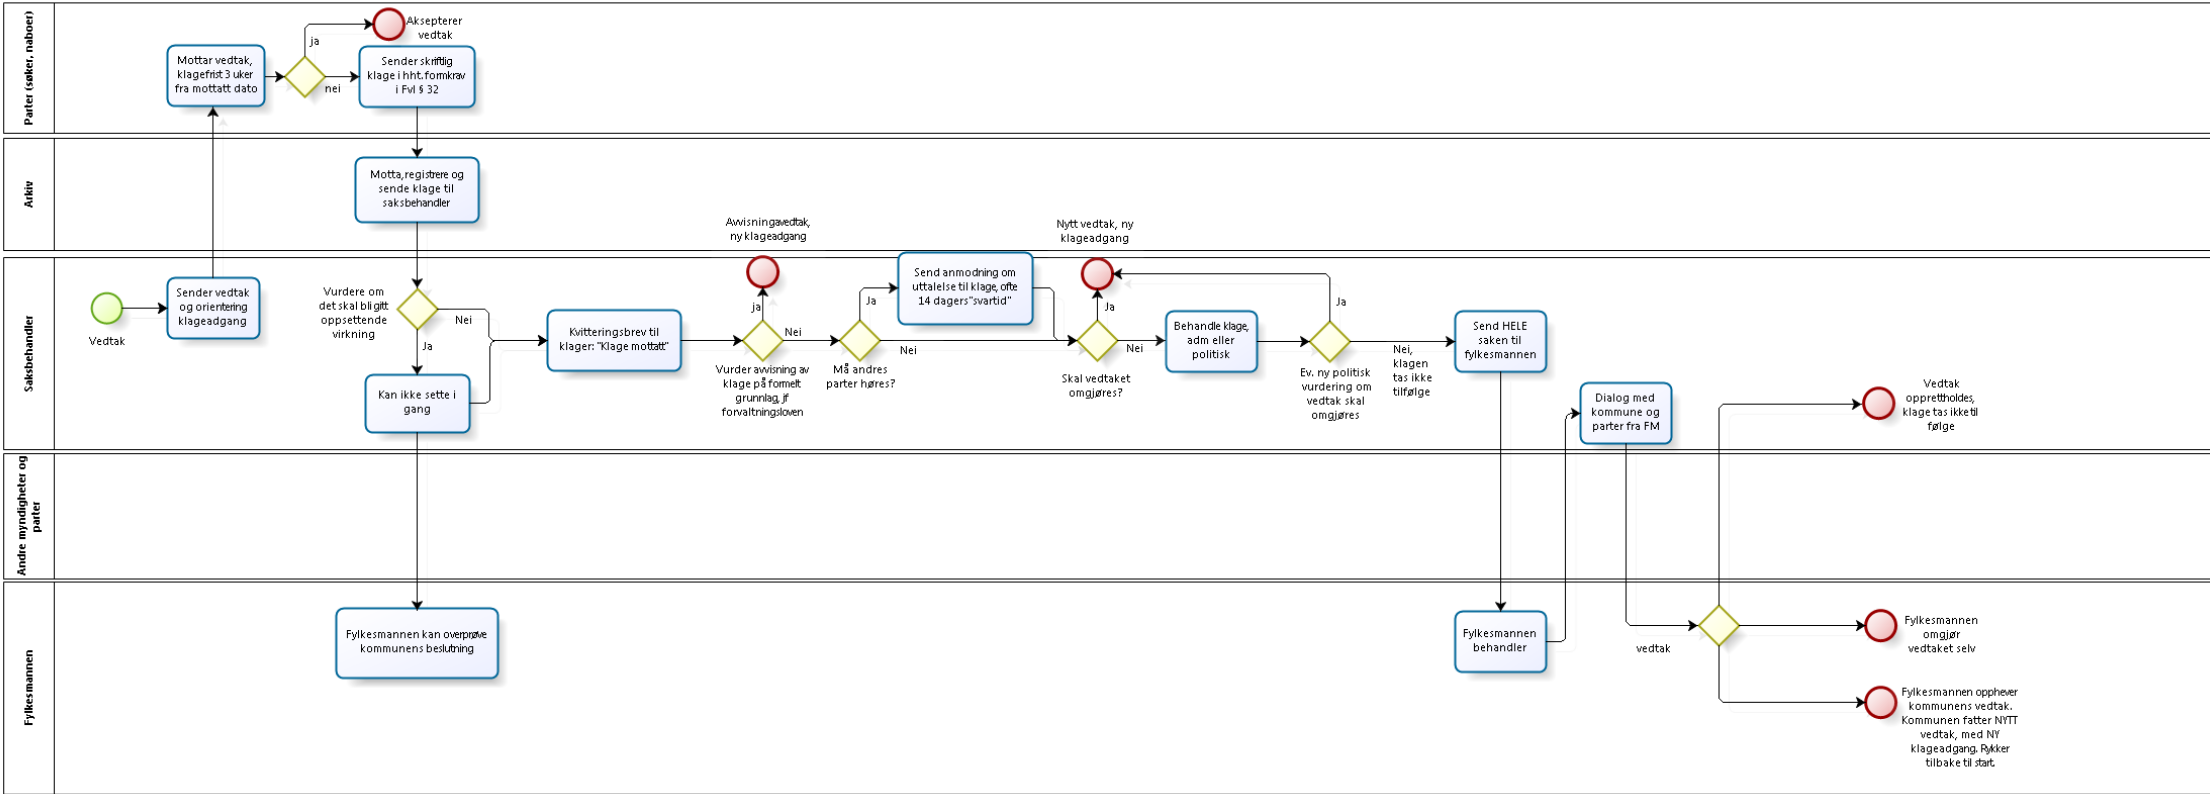 Parter (søker, naboer)
Mottar vedtak,
klagefrist 3 uker
fra mottatt dato
ja
nei
Aksepterer
vedtak
Sender skriftlig
klage i hht. formkrav
i Fvl § 32
Arkiv
Motta, registrere og
sende klage til
saksbehandler
Saksbehandler
Vedtak
Sender vedtak
og orientering
klageadgang
Vurdere om
det skal bli gitt
oppsettende
virkning
Nei
Ja
Kan ikke sette i
gang
Kvitteringsbrev til
klager: "Klage mottatt"
Avvisningavedtak,
ny klageadgang
ja
Nei
Vurder avvisning av
klage på formelt
grunnlag, jf
forvaltningsloven
Ja
Nei
Må andres
parter høres?
Send anmodning om
uttalelse til klage, ofte
14 dagers "svartid"
Nytt vedtak, ny
klageadgang
Ja
Nei
Skal vedtaket
omgjøres?
Behandle klage,
adm eller
politisk
Ja
Ev. ny politisk
vurdering om
vedtak skal
omgjøres
Nei,
klagen
tas ikke
tilfølge
Send HELE
saken til
fylkesmannen
Dialog med
kommune og
parter fra FM
Vedtak
opprettholdes,
klage tas ikke til
følge
Andre myndigheter og
parter
Fylkesmannen
Fylkesmannen kan overprøve
kommunens beslutning
Fylkesmannen
behandler
vedtak
Fylkesmannen
omgjør
vedtaket selv
Fylkesmannen opphever
kommunens vedtak.
Kommunen fatter NYTT
vedtak, med NY
klageadgang. Rykker
tilbake til start.